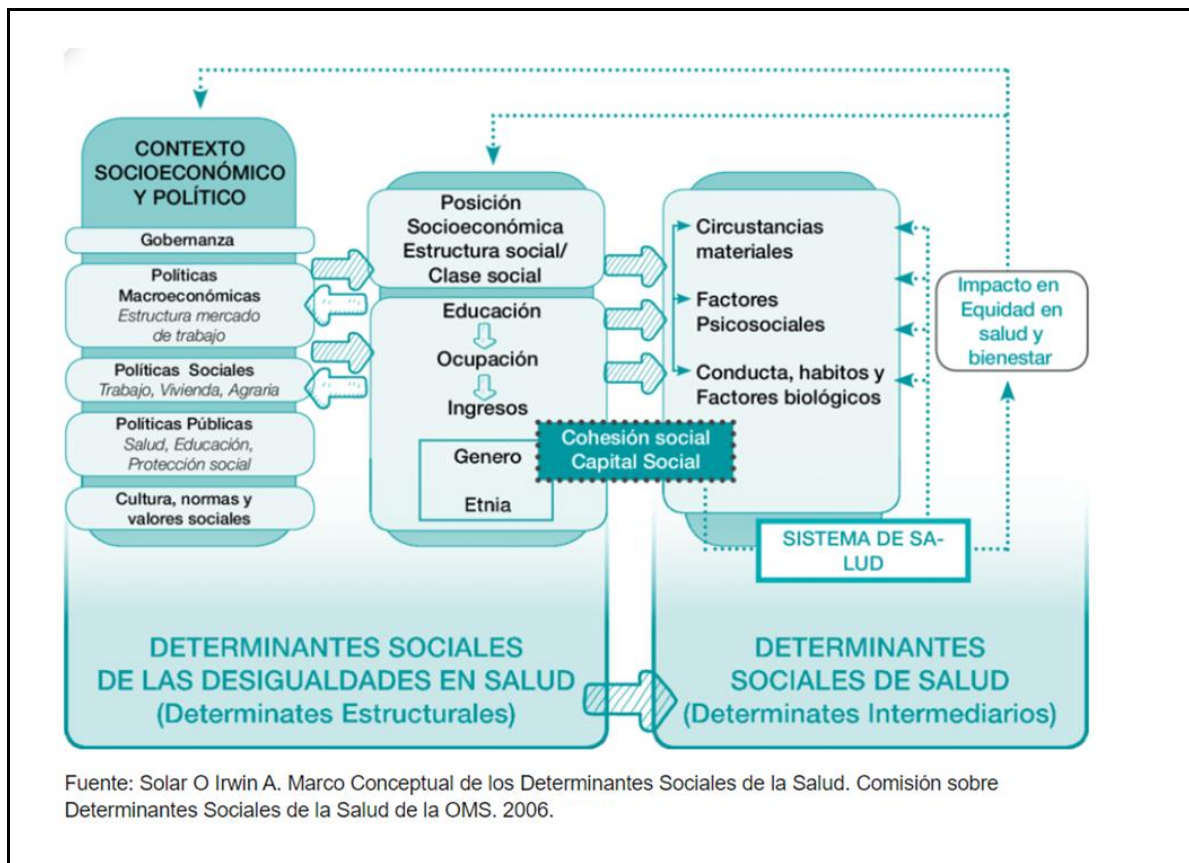 CONTEXTO
SOCIOECONÓMICO
Y POLÍTICO
Gobernanza
Políticas
Macroeconómicas
Estructura mercado
de trabajo
Políticas Sociales
Trabajo, Vivienda, Agraria
Políticas Públicas
Salud, Educación,
Protección social
Cultura, normas y
valores sociales
Posición
Socioeconómica
Estructura social/
Clase social
Educación
Ocupación
Ingresos
Genero
Etnia
Cohesión social
Capital Social
Circustancias
materiales
Factores
Psicosociales
Conducta, habitos y
Factores biológicos
SISTEMA DE SA-
LUD
Impacto en
Equidad en
salud y
bienestar
DETERMINANTES SOCIALES
DE LAS DESIGUALDADES EN SALUD
(Determinates Estructurales)
DETERMINANTES
SOCIALES DE SALUD
(Determinates Intermediarios)
Fuente: Solar O Irwin A. Marco Conceptual de los Determinantes Sociales de la Salud. Comisión sobre
Determinantes Sociales de la Salud de la OMS. 2006.